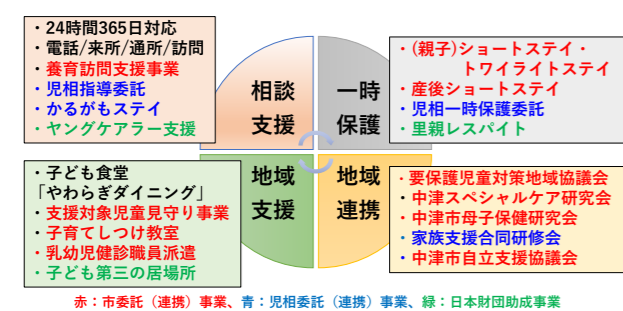 ・24時間365日対応
・電話/来所/通所/訪問
・養育訪問支援事業
・児相指導委託
・かるがもステイ
・ヤングケアラー支援
相談
支援
一時
保護
・(親子)ショートステイ・
トワイライトステイ
・産後ショートステイ
・児相一時保護委託
・里親レスパイト
・子ども食堂
「やわらぎダイニング」
・支援対象児童見守り事業
・子育てしつけ教室
・乳幼児健診職員派遣
・子ども第三の居場所
地域
支援
地域
連携
・要保護児童対策地域協議会
・中津スペシャルケア研究会
・中津市母子保健研究会
・家族支援合同研修会
・中津市自立支援協議会
赤：市委託（連携）事業、青：児相委託（連携）事業、緑：日本財団助成事業